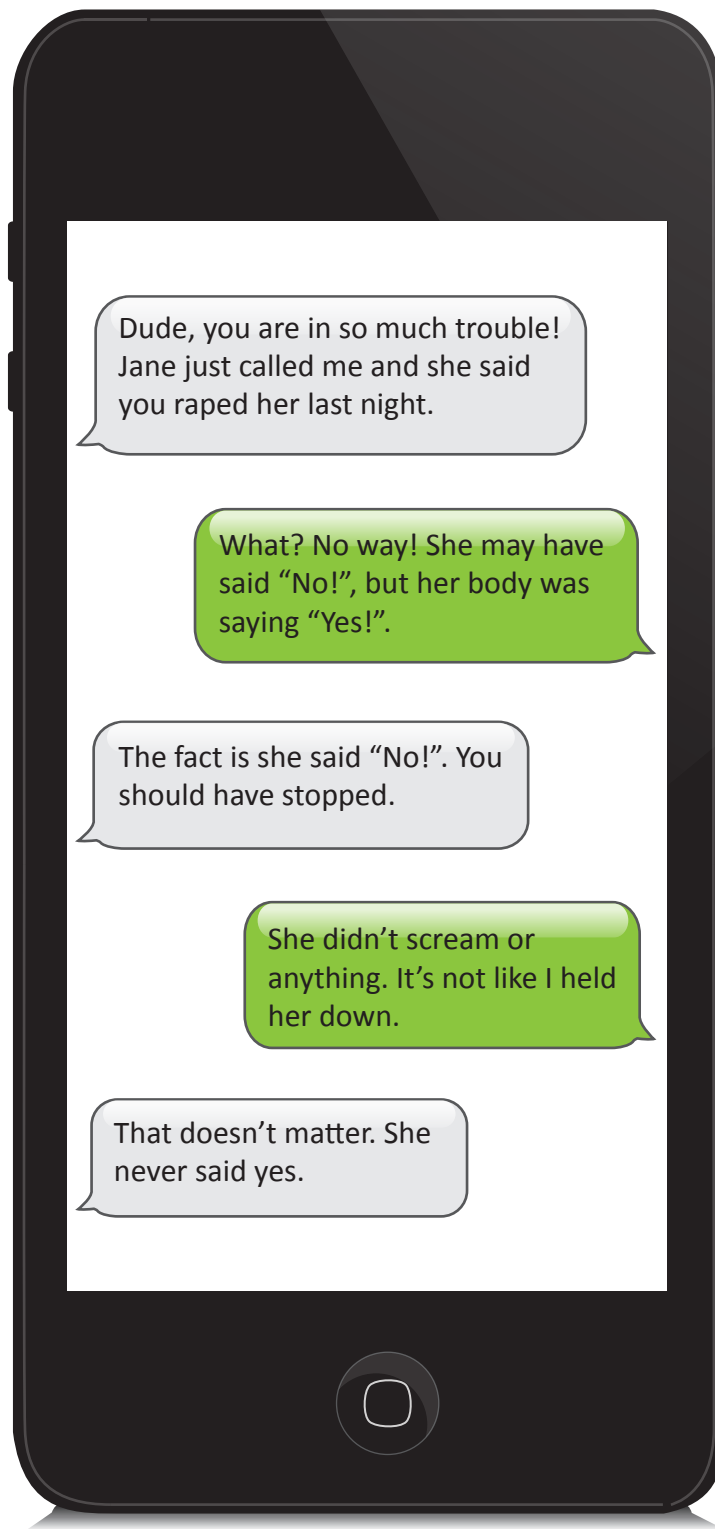 Dude, you are in so much trouble!
Jane just called me and she said
you raped her last night.
What? No way! She may have
said “No!”, but her body was
saying “Yes!”.
The fact is she said “No!”. You
should have stopped.
She didn’t scream or
anything. It’s not like I held
her down.
That doesn’t matter. She
never said yes.